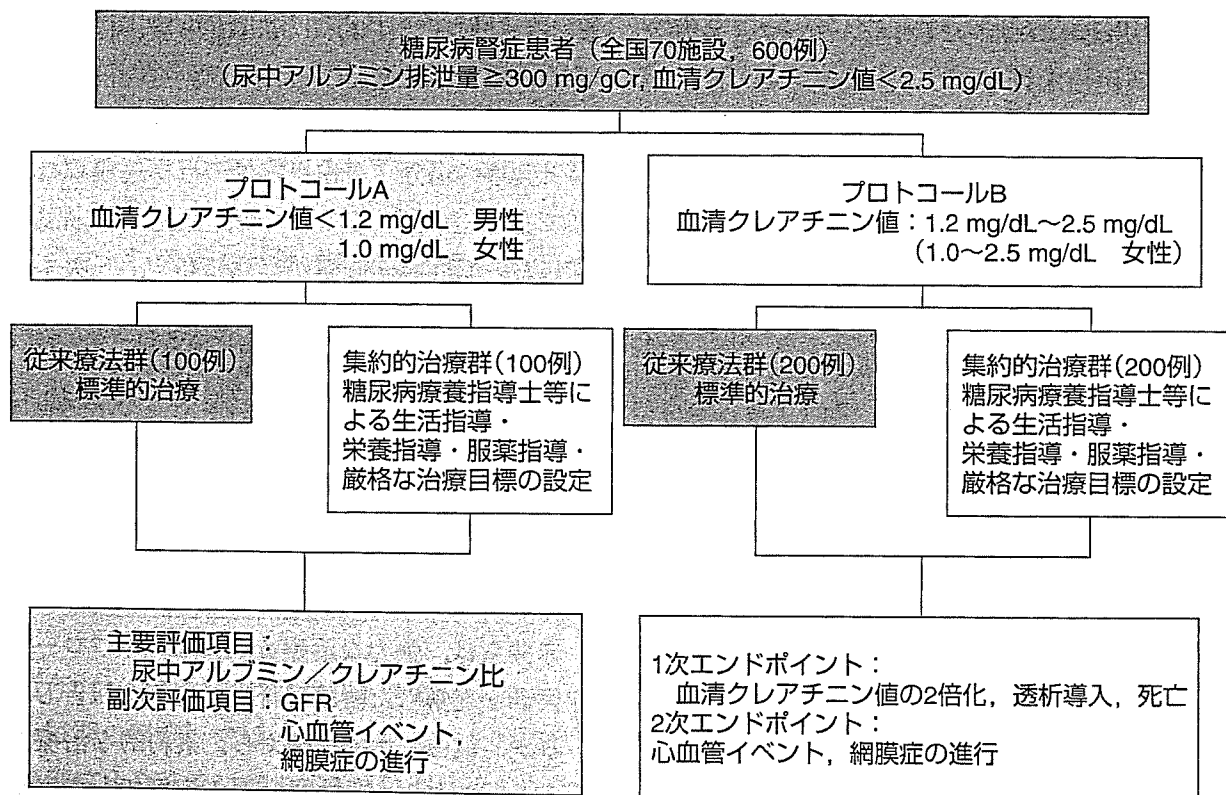 糖尿病腎症患者（全国70施設，600例）
（尿中アルブミン排泄量≧300 mg/gCr, 血清クレアチニン値＜2.5 mg/dL）
プロトコールA
血清クレアチニン値＜1.2 mg/dL　男性
1.0 mg/dL　女性
プロトコールB
血清クレアチニン値：1.2 mg/dL～2.5 mg/dL
（1.0～2.5 mg/dL　女性）
従来療法群（100例）
標準的治療
集約的治療群（100例）
糖尿病療養指導士等に
よる生活指導・
栄養指導・服薬指導・
厳格な治療目標の設定
従来療法群（200例）
標準的治療
集約的治療群（200例）
糖尿病療養指導士等に
よる生活指導・
栄養指導・服薬指導・
厳格な治療目標の設定
主要評価項目：
尿中アルブミン／クレアチニン比
副次評価項目：GFR
心血管イベント，
網膜症の進行
1次エンドポイント：
血清クレアチニン値の2倍化，透析導入，死亡
2次エンドポイント：
心血管イベント，網膜症の進行